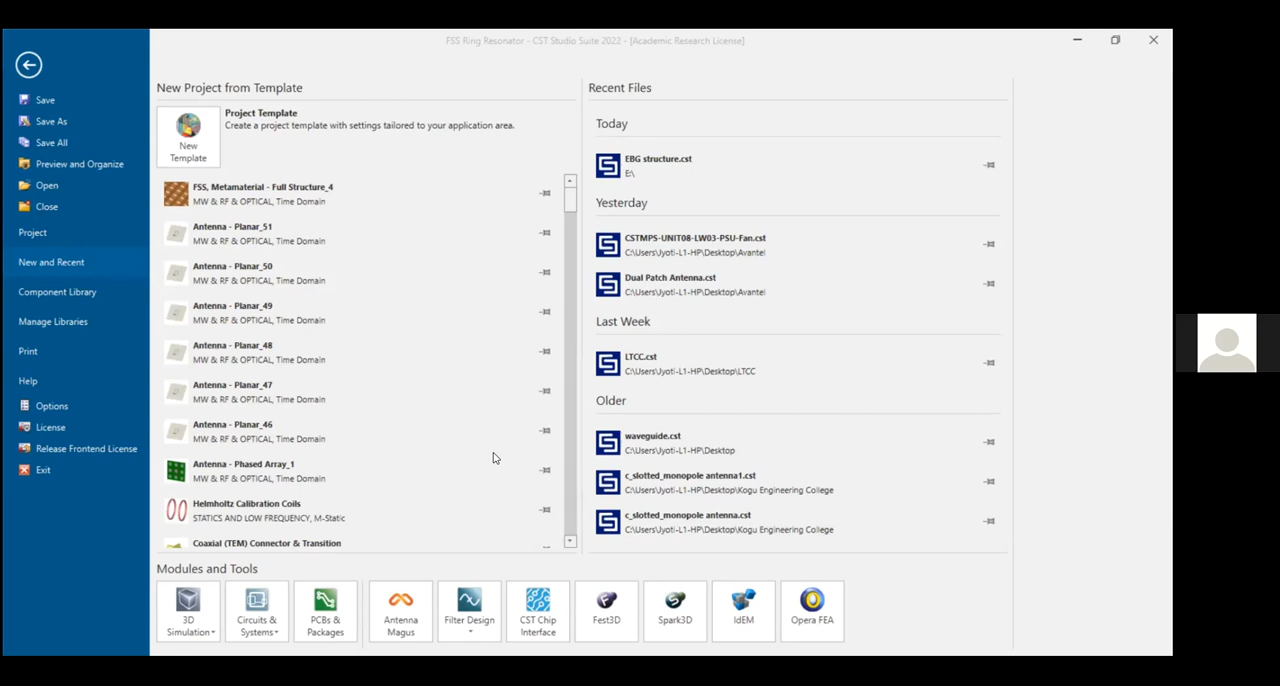 FSS Ring Resonator - CST Studio Suite 2022 - [Academic Research License]
Save
Save As
Save All
Preview and Organize
Open
Close
Project
New and Recent
Component Library
Manage Libraries
Print
Help
Options
License
Release Frontend License
Exit
New Project from Template
New
Template
Project Template
Create a project template with settings tailored to your application area.
FSS, Metamaterial - Full Structure_4
MW & RF & OPTICAL, Time Domain
Antenna - Planar_51
MW & RF & OPTICAL, Time Domain
Antenna - Planar_50
MW & RF & OPTICAL, Time Domain
Antenna - Planar_49
MW & RF & OPTICAL, Time Domain
Antenna - Planar_48
MW & RF & OPTICAL, Time Domain
Antenna - Planar_47
MW & RF & OPTICAL, Time Domain
Antenna - Planar_46
MW & RF & OPTICAL, Time Domain
Antenna - Phased Array_1
MW & RF & OPTICAL, Time Domain
Helmholtz Calibration Coils
STATICS AND LOW FREQUENCY, M-Static
Coaxial (TEM) Connector & Transition
Recent Files
Today
EBG structure.cst
E:\
Yesterday
CSTMPS-UNIT08-LW03-PSU-Fan.cst
C:\Users\Jyoti-L1-HP\Desktop\Avantel
Dual Patch Antenna.cst
C:\Users\Jyoti-L1-HP\Desktop\Avantel
Last Week
LTCC.cst
C:\Users\Jyoti-L1-HP\Desktop\LTCC
Older
waveguide.cst
C:\Users\Jyoti-L1-HP\Desktop
c_slotted_monopole antenna1.cst
C:\Users\Jyoti-L1-HP\Desktop\Kogu Engineering College
c_slotted_monopole antenna.cst
C:\Users\Jyoti-L1-HP\Desktop\Kogu Engineering College
Modules and Tools
3D
Simulation
Circuits &
Systems
PCBs &
Packages
Antenna
Magus
Filter Design
CST Chip
Interface
Fest3D
Spark3D
IdEM
Opera FEA